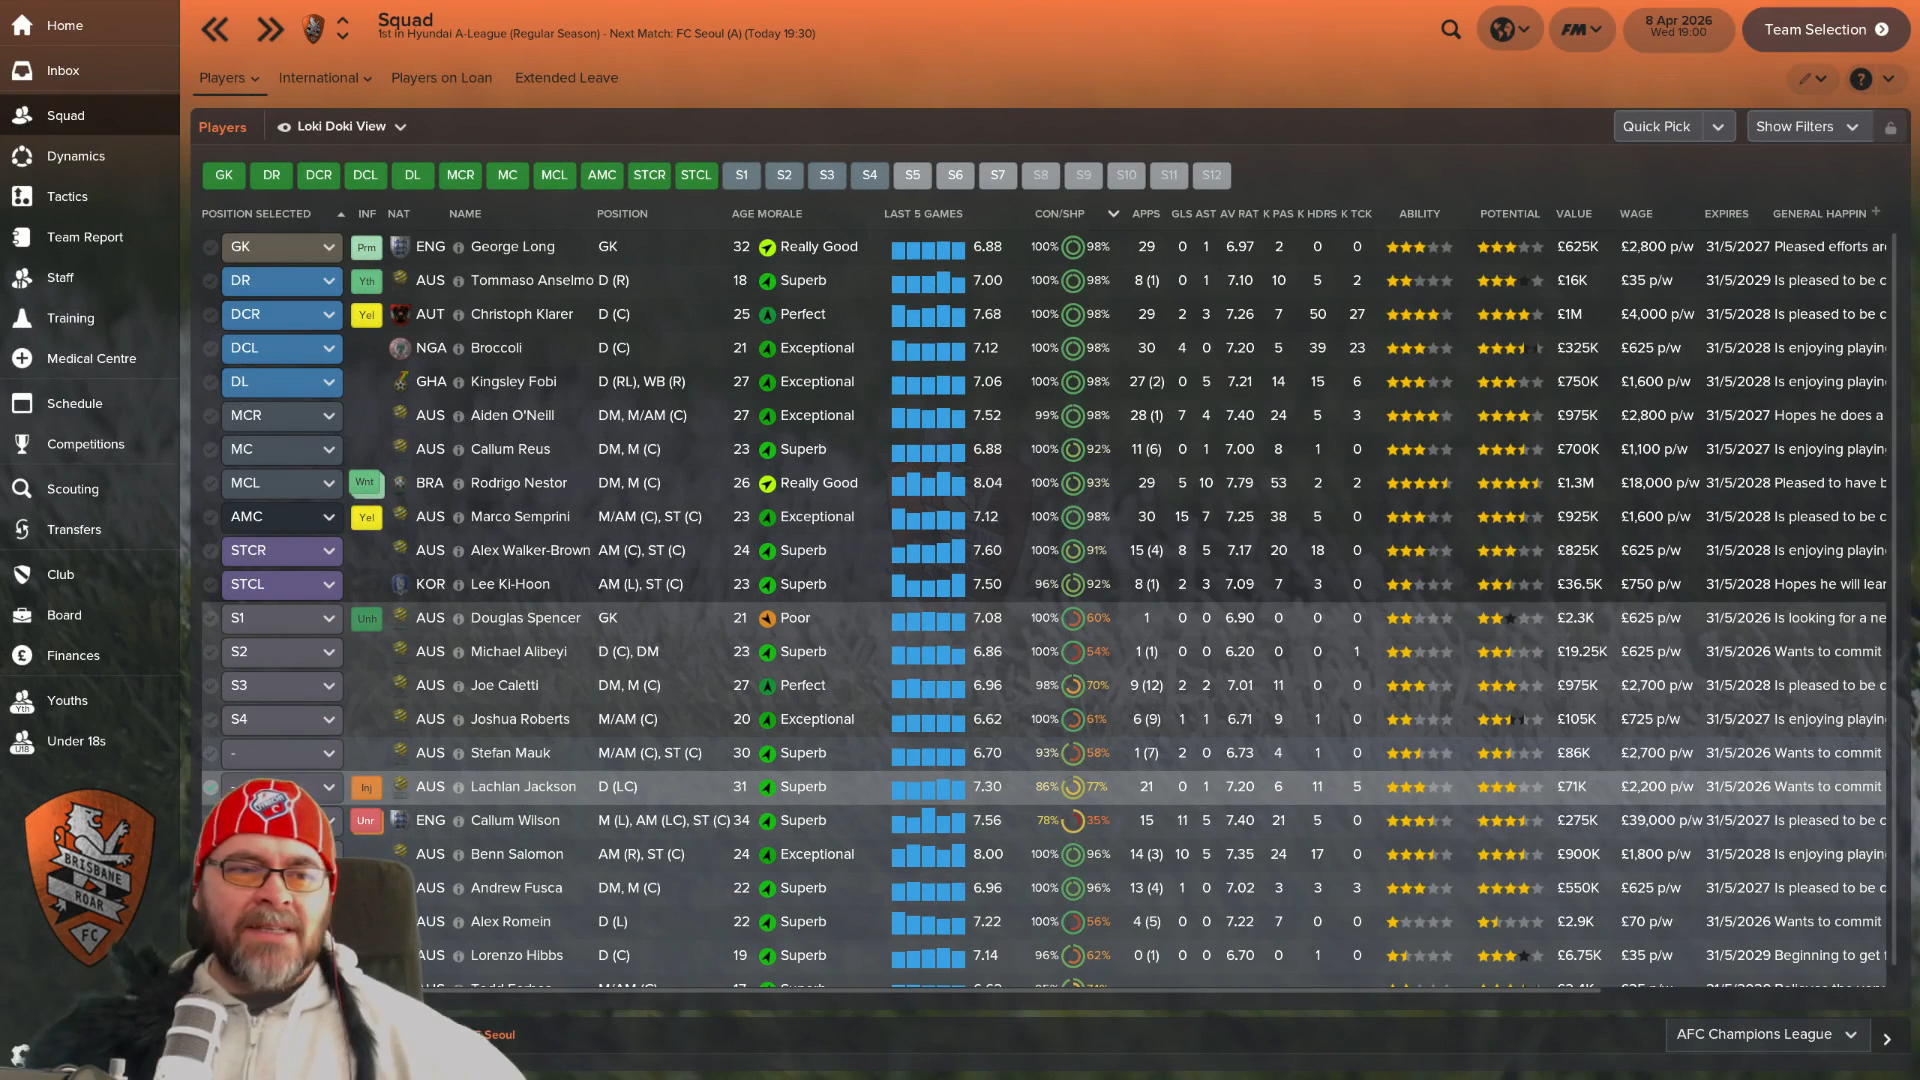 Home
Inbox
Squad
Dynamics
Tactics
Team Report
Staff
Training
Medical Centre
Schedule
Competitions
Scouting
Transfers
Club
Board
Finances
Youths
Under 18s
BRISBANE
ROAR
FC
Squad
1st in Hyundai A-League (Regular Season) - Next Match: FC Seoul (A) (Today 19:30)
FM
8 Apr 2026
Wed 19:00
Team Selection
Players International Players on Loan Extended Leave
Players Loki Doki View Quick Pick Show Filters
GK DR DCR DCL DL MCR MC MCL AMC STCR STCL S1 S2 S3 S4 S5 S6 S7 S8 S9 S10 S11 S12
POSITION SELECTED INF NAT NAME POSITION AGE MORALE LAST 5 GAMES CON/SHP APPS GLS AST AV RAT K PAS K HDRS K TCK ABILITY POTENTIAL VALUE WAGE EXPIRES GENERAL HAPPIN
GK Prm ENG George Long GK 32 Really Good 6.88 100% 98% 29 0 1 6.97 2 0 0 £625K £2,800 p/w 31/5/2027 Pleased efforts ar
DR Yth AUS Tommaso Anselmo D (R) 18 Superb 7.00 100% 98% 8 (1) 0 1 7.10 10 5 2 £16K £35 p/w 31/5/2029 Is pleased to be c
DCR Yel AUT Christoph Klarer D (C) 25 Perfect 7.68 100% 98% 29 2 3 7.26 7 50 27 £1M £4,000 p/w 31/5/2028 Is pleased to be c
DCL NGA Broccoli D (C) 21 Exceptional 7.12 100% 98% 30 4 0 7.20 5 39 23 £325K £625 p/w 31/5/2028 Is enjoying playin
DL GHA Kingsley Fobi D (RL), WB (R) 27 Exceptional 7.06 100% 98% 27 (2) 0 5 7.21 14 15 6 £750K £1,600 p/w 31/5/2028 Is enjoying playin
MCR AUS Aiden O'Neill DM, M/AM (C) 27 Exceptional 7.52 99% 98% 28 (1) 7 4 7.40 24 5 3 £975K £2,800 p/w 31/5/2027 Hopes he does a
MC AUS Callum Reus DM, M (C) 23 Superb 6.88 100% 92% 11 (6) 0 1 7.00 8 1 0 £700K £1,100 p/w 31/5/2028 Is enjoying playin
MCL Wnt BRA Rodrigo Nestor DM, M (C) 26 Really Good 8.04 100% 93% 29 5 10 7.79 53 2 2 £1.3M £18,000 p/w 31/5/2028 Pleased to have b
AMC Yel AUS Marco Semprini M/AM (C), ST (C) 23 Exceptional 7.12 100% 98% 30 15 7 7.25 38 5 0 £925K £1,600 p/w 31/5/2028 Is pleased to be c
STCR AUS Alex Walker-Brown AM (C), ST (C) 24 Superb 7.60 100% 91% 15 (4) 8 5 7.17 20 18 0 £825K £625 p/w 31/5/2028 Is enjoying playin
STCL KOR Lee Ki-Hoon AM (L), ST (C) 23 Superb 7.50 96% 92% 8 (1) 2 3 7.09 7 3 0 £36.5K £750 p/w 31/5/2028 Hopes he will lear
S1 Unh AUS Douglas Spencer GK 21 Poor 7.08 100% 60% 1 0 0 6.90 0 0 0 £2.3K £625 p/w 31/5/2026 Is looking for a ne
S2 AUS Michael Alibeyi D (C), DM 23 Superb 6.86 100% 54% 1 (1) 0 0 6.20 0 0 1 £19.25K £625 p/w 31/5/2026 Wants to commit
S3 AUS Joe Caletti DM, M (C) 27 Perfect 6.96 98% 70% 9 (12) 2 2 7.01 11 0 0 £975K £2,700 p/w 31/5/2028 Is pleased to be c
S4 AUS Joshua Roberts M/AM (C) 20 Exceptional 6.62 100% 61% 6 (9) 1 1 6.71 9 1 0 £105K £725 p/w 31/5/2027 Is enjoying playin
- AUS Stefan Mauk M/AM (C), ST (C) 30 Superb 6.70 93% 58% 1 (7) 2 0 6.73 4 1 0 £86K £2,700 p/w 31/5/2026 Wants to commit
- Inj AUS Lachlan Jackson D (LC) 31 Superb 7.30 86% 77% 21 0 1 7.20 6 11 5 £71K £2,200 p/w 31/5/2026 Wants to commit
Unr ENG Callum Wilson M (L), AM (LC), ST (C) 34 Superb 7.56 78% 35% 15 11 5 7.40 21 5 0 £275K £39,000 p/w 31/5/2026 Is pleased to be c
AUS Benn Salomon AM (R), ST (C) 24 Exceptional 8.00 100% 96% 14 (3) 10 5 7.35 24 17 0 £900K £1,800 p/w 31/5/2028 Is enjoying playin
AUS Andrew Fusca DM, M (C) 22 Superb 6.96 100% 96% 13 (4) 1 0 7.02 3 3 3 £550K £625 p/w 31/5/2027 Is pleased to be c
AUS Alex Romein D (L) 22 Superb 7.22 100% 56% 4 (5) 0 0 7.22 7 0 0 £2.9K £70 p/w 31/5/2026 Wants to commit
AUS Lorenzo Hibbs D (C) 19 Superb 7.14 96% 62% 0 (1) 0 0 6.70 0 1 0 £6.75K £35 p/w 31/5/2029 Beginning to get
Seoul
AFC Champions League